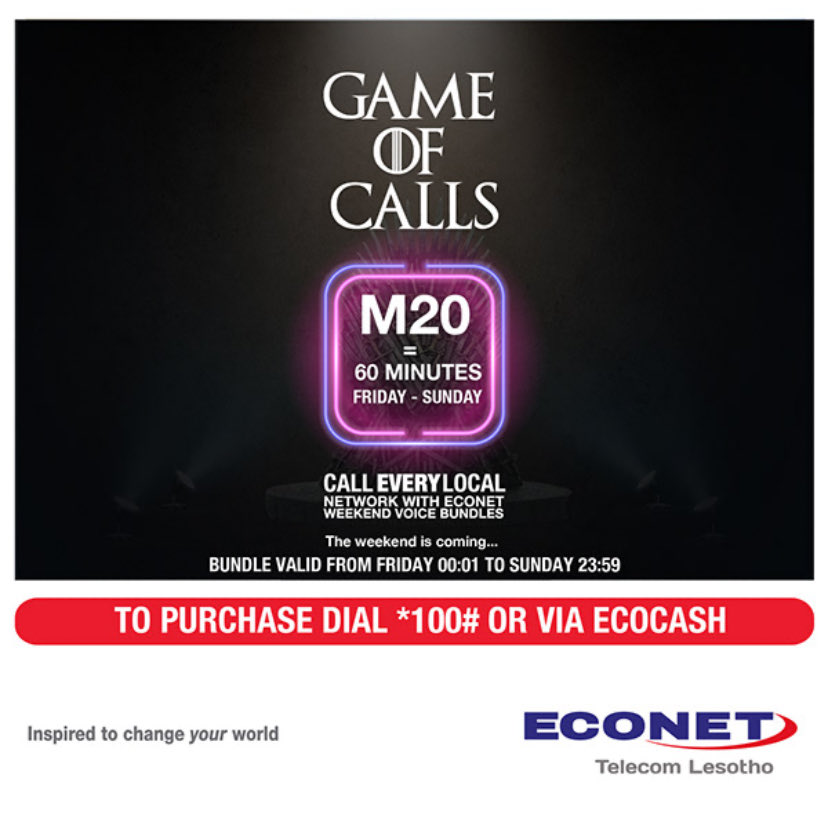 GAME
OF
CALLS
M20
=
60 MINUTES
FRIDAY - SUNDAY
CALL EVERY LOCAL
NETWORK WITH ECONET
WEEKEND VOICE BUNDLES
The weekend is coming...
BUNDLE VALID FROM FRIDAY 00:01 TO SUNDAY 23:59
TO PURCHASE DIAL *100# OR VIA ECOCASH
Inspired to change your world
ECONET
Telecom Lesotho